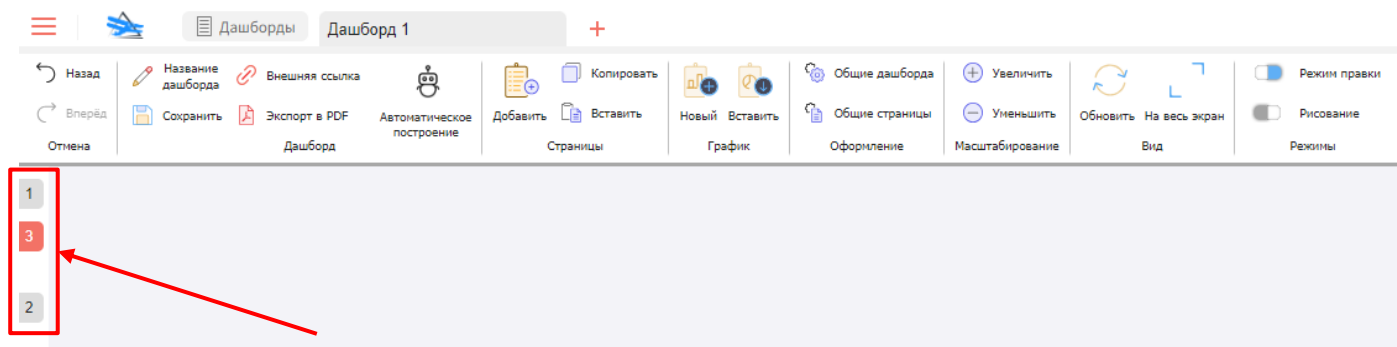 Дашборды
Дашборд 1
+
Назад
Вперёд
Отмена
Название
дашборда
Сохранить
Внешняя ссылка
Экспорт в PDF
Автоматическое
построение
Дашборд
Добавить
Копировать
Вставить
Страницы
Новый
Вставить
График
Общие дашборда
Общие страницы
Оформление
Увеличить
Уменьшить
Масштабирование
Обновить
На весь экран
Вид
Режим правки
Рисование
Режимы
1
3
2